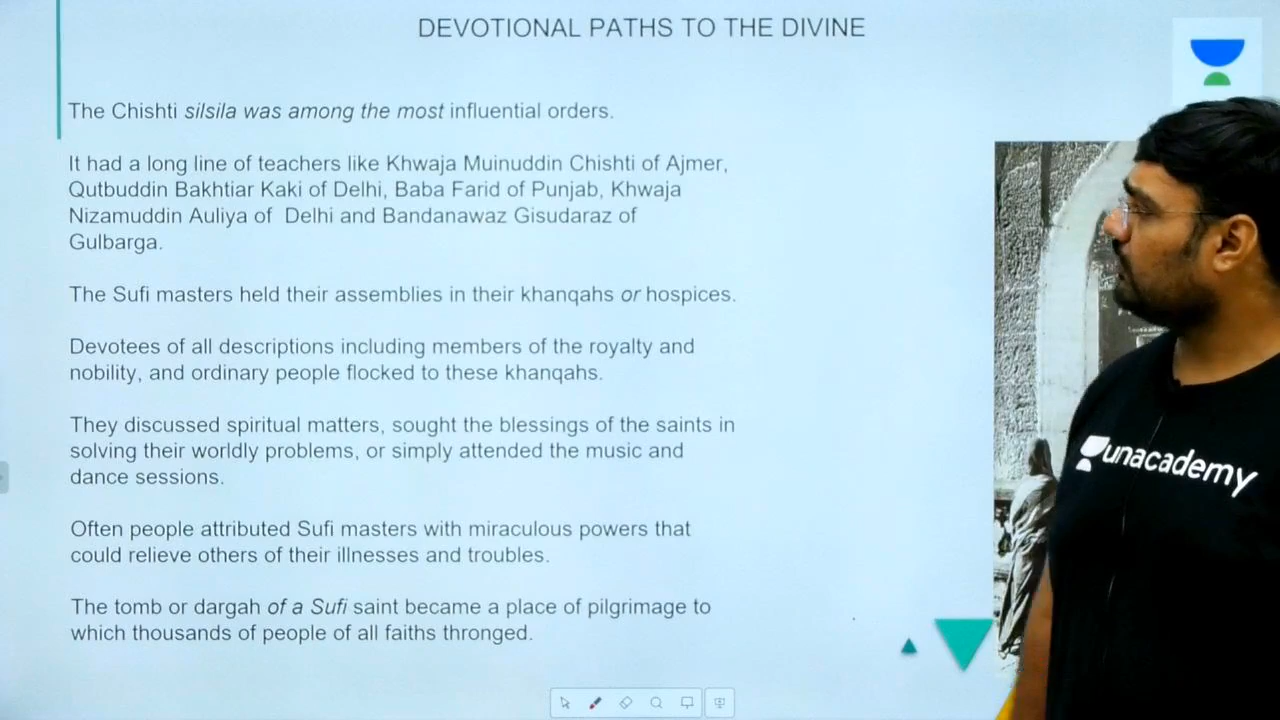 DEVOTIONAL PATHS TO THE DIVINE
The Chishti silsila was among the most influential orders.
It had a long line of teachers like Khwaja Muinuddin Chishti of Ajmer,
Qutbuddin Bakhtiar Kaki of Delhi, Baba Farid of Punjab, Khwaja
Nizamuddin Auliya of Delhi and Bandanawaz Gisudaraz of
Gulbarga.
The Sufi masters held their assemblies in their khanqahs or hospices.
Devotees of all descriptions including members of the royalty and
nobility, and ordinary people flocked to these khanqahs.
They discussed spiritual matters, sought the blessings of the saints in
solving their worldly problems, or simply attended the music and
dance sessions.
Often people attributed Sufi masters with miraculous powers that
could relieve others of their illnesses and troubles.
The tomb or dargah of a Sufi saint became a place of pilgrimage to
which thousands of people of all faiths thronged.
unacademy